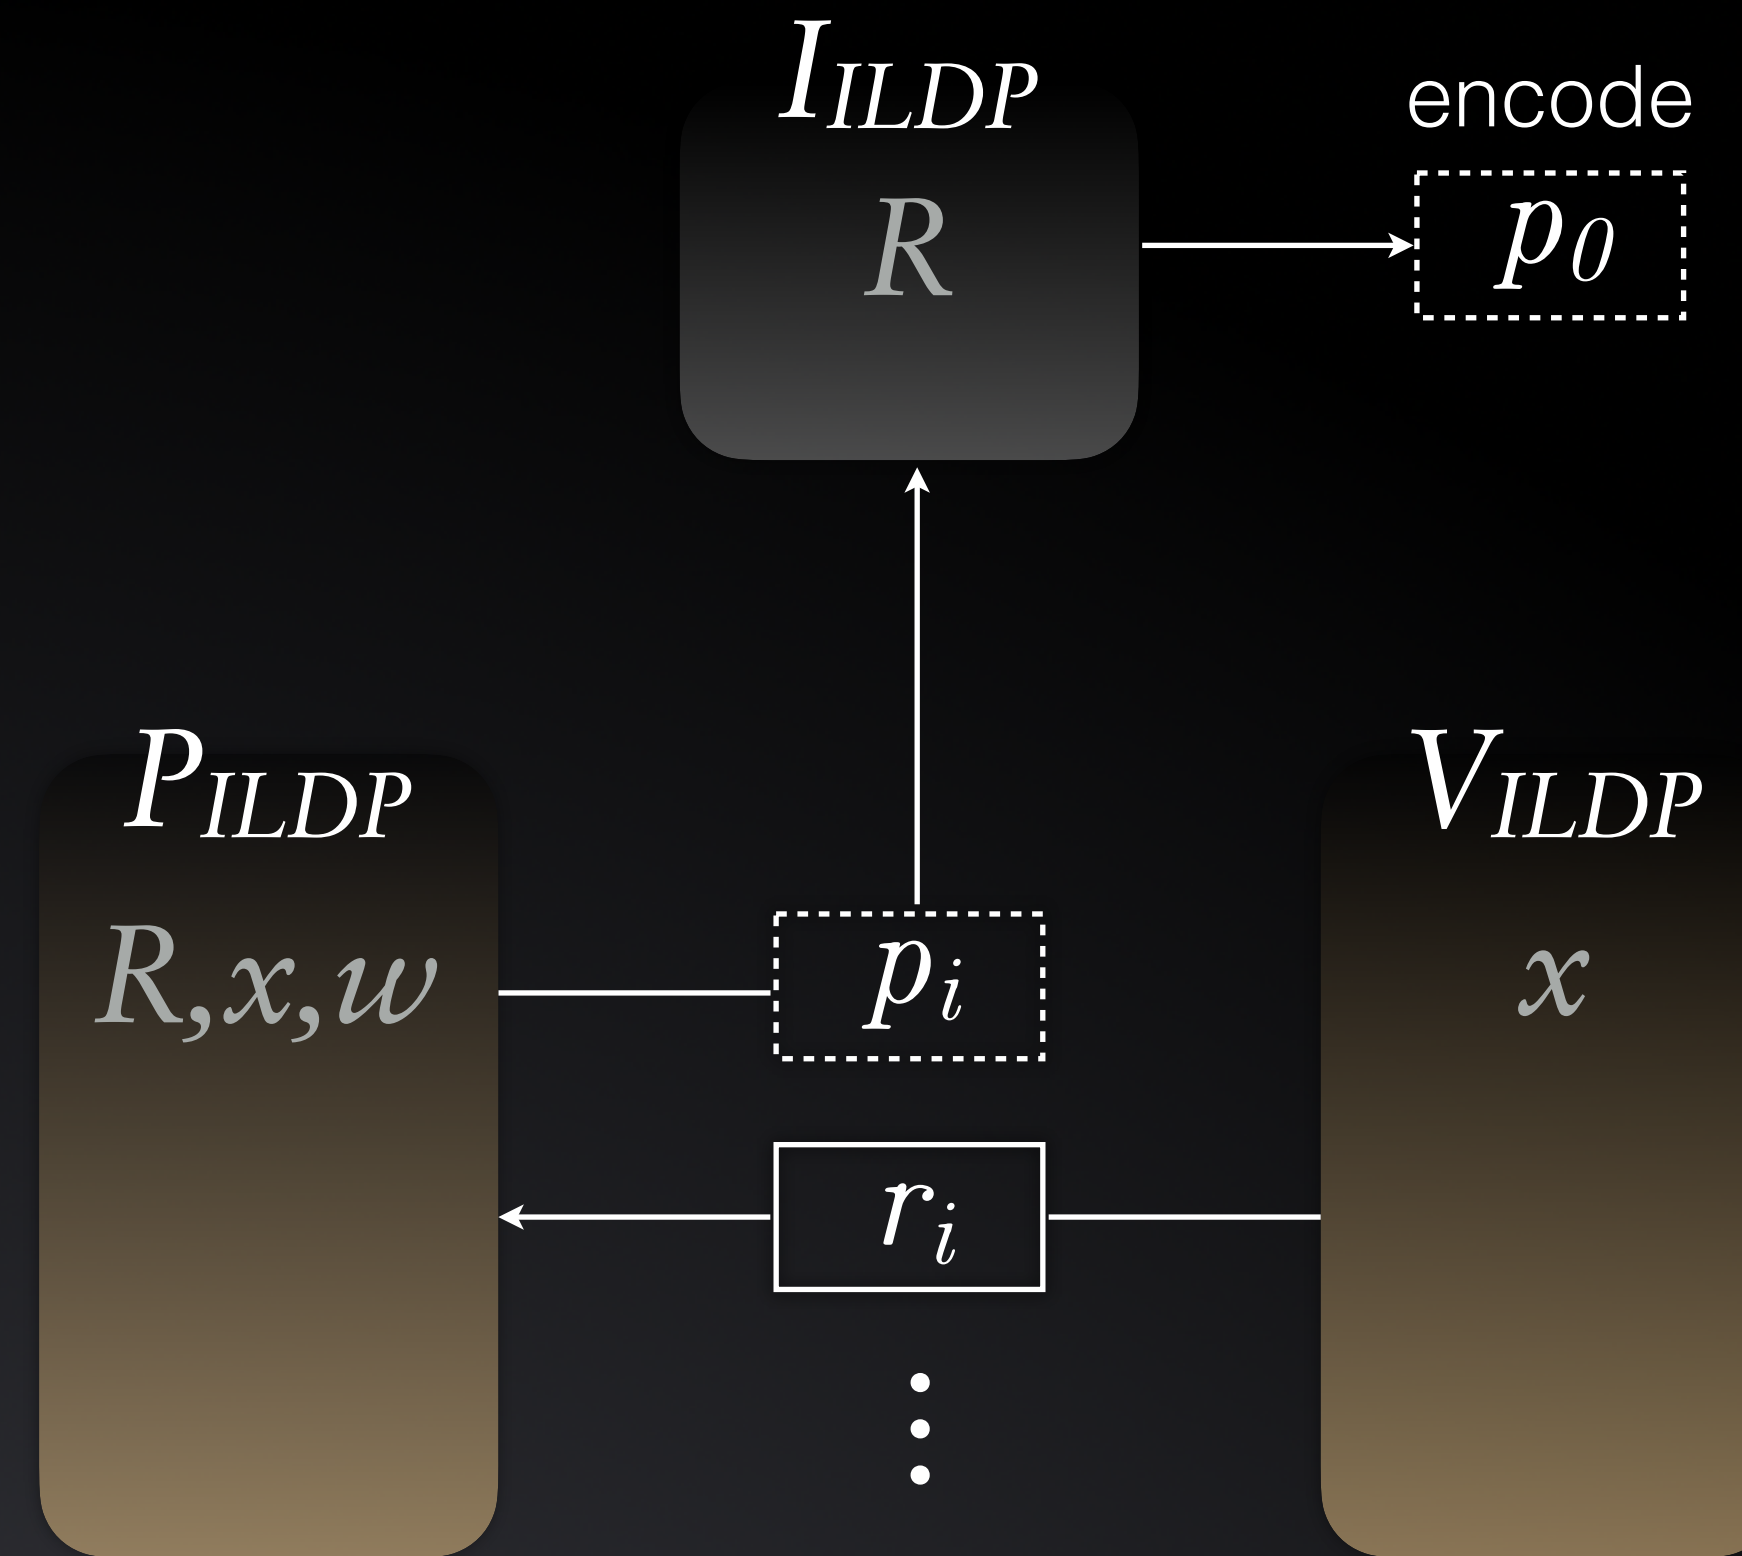 I_ILDP
encode
R
p_0
P_ILDP
V_ILDP
R,x,w
p_i
x
r_i